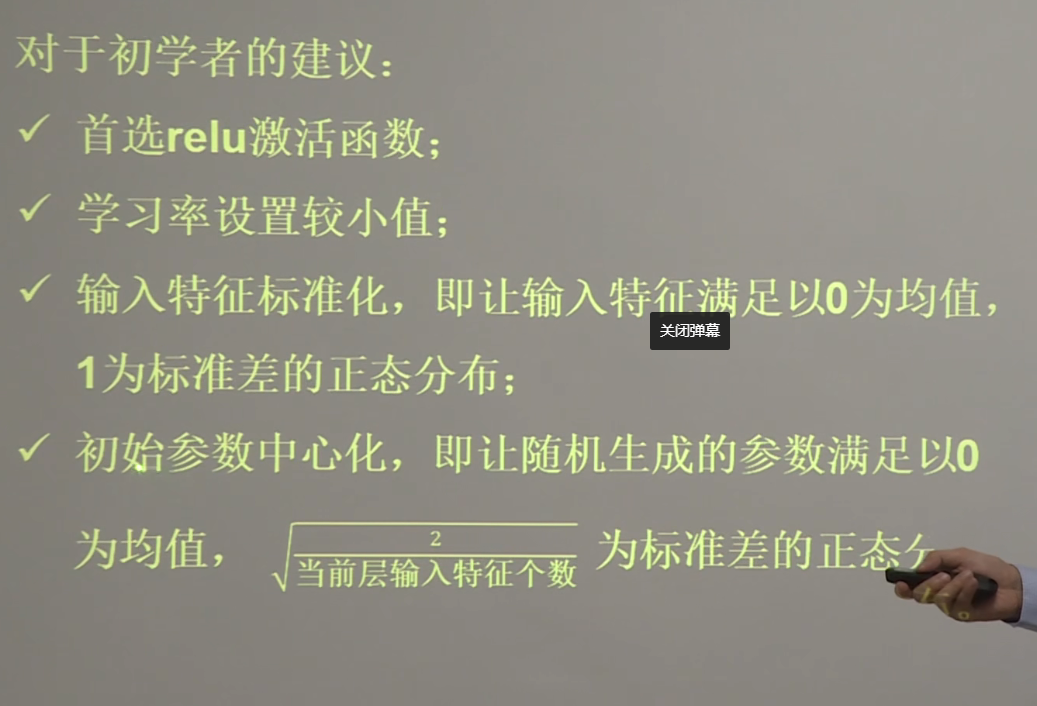 对于初学者的建议：
✓ 首选relu激活函数；
✓ 学习率设置较小值；
✓ 输入特征标准化，即让输入特征满足以0为均值，
关闭弹幕
1为标准差的正态分布；
✓ 初始参数中心化，即让随机生成的参数满足以0
为均值， √(2/当前层输入特征个数) 为标准差的正态